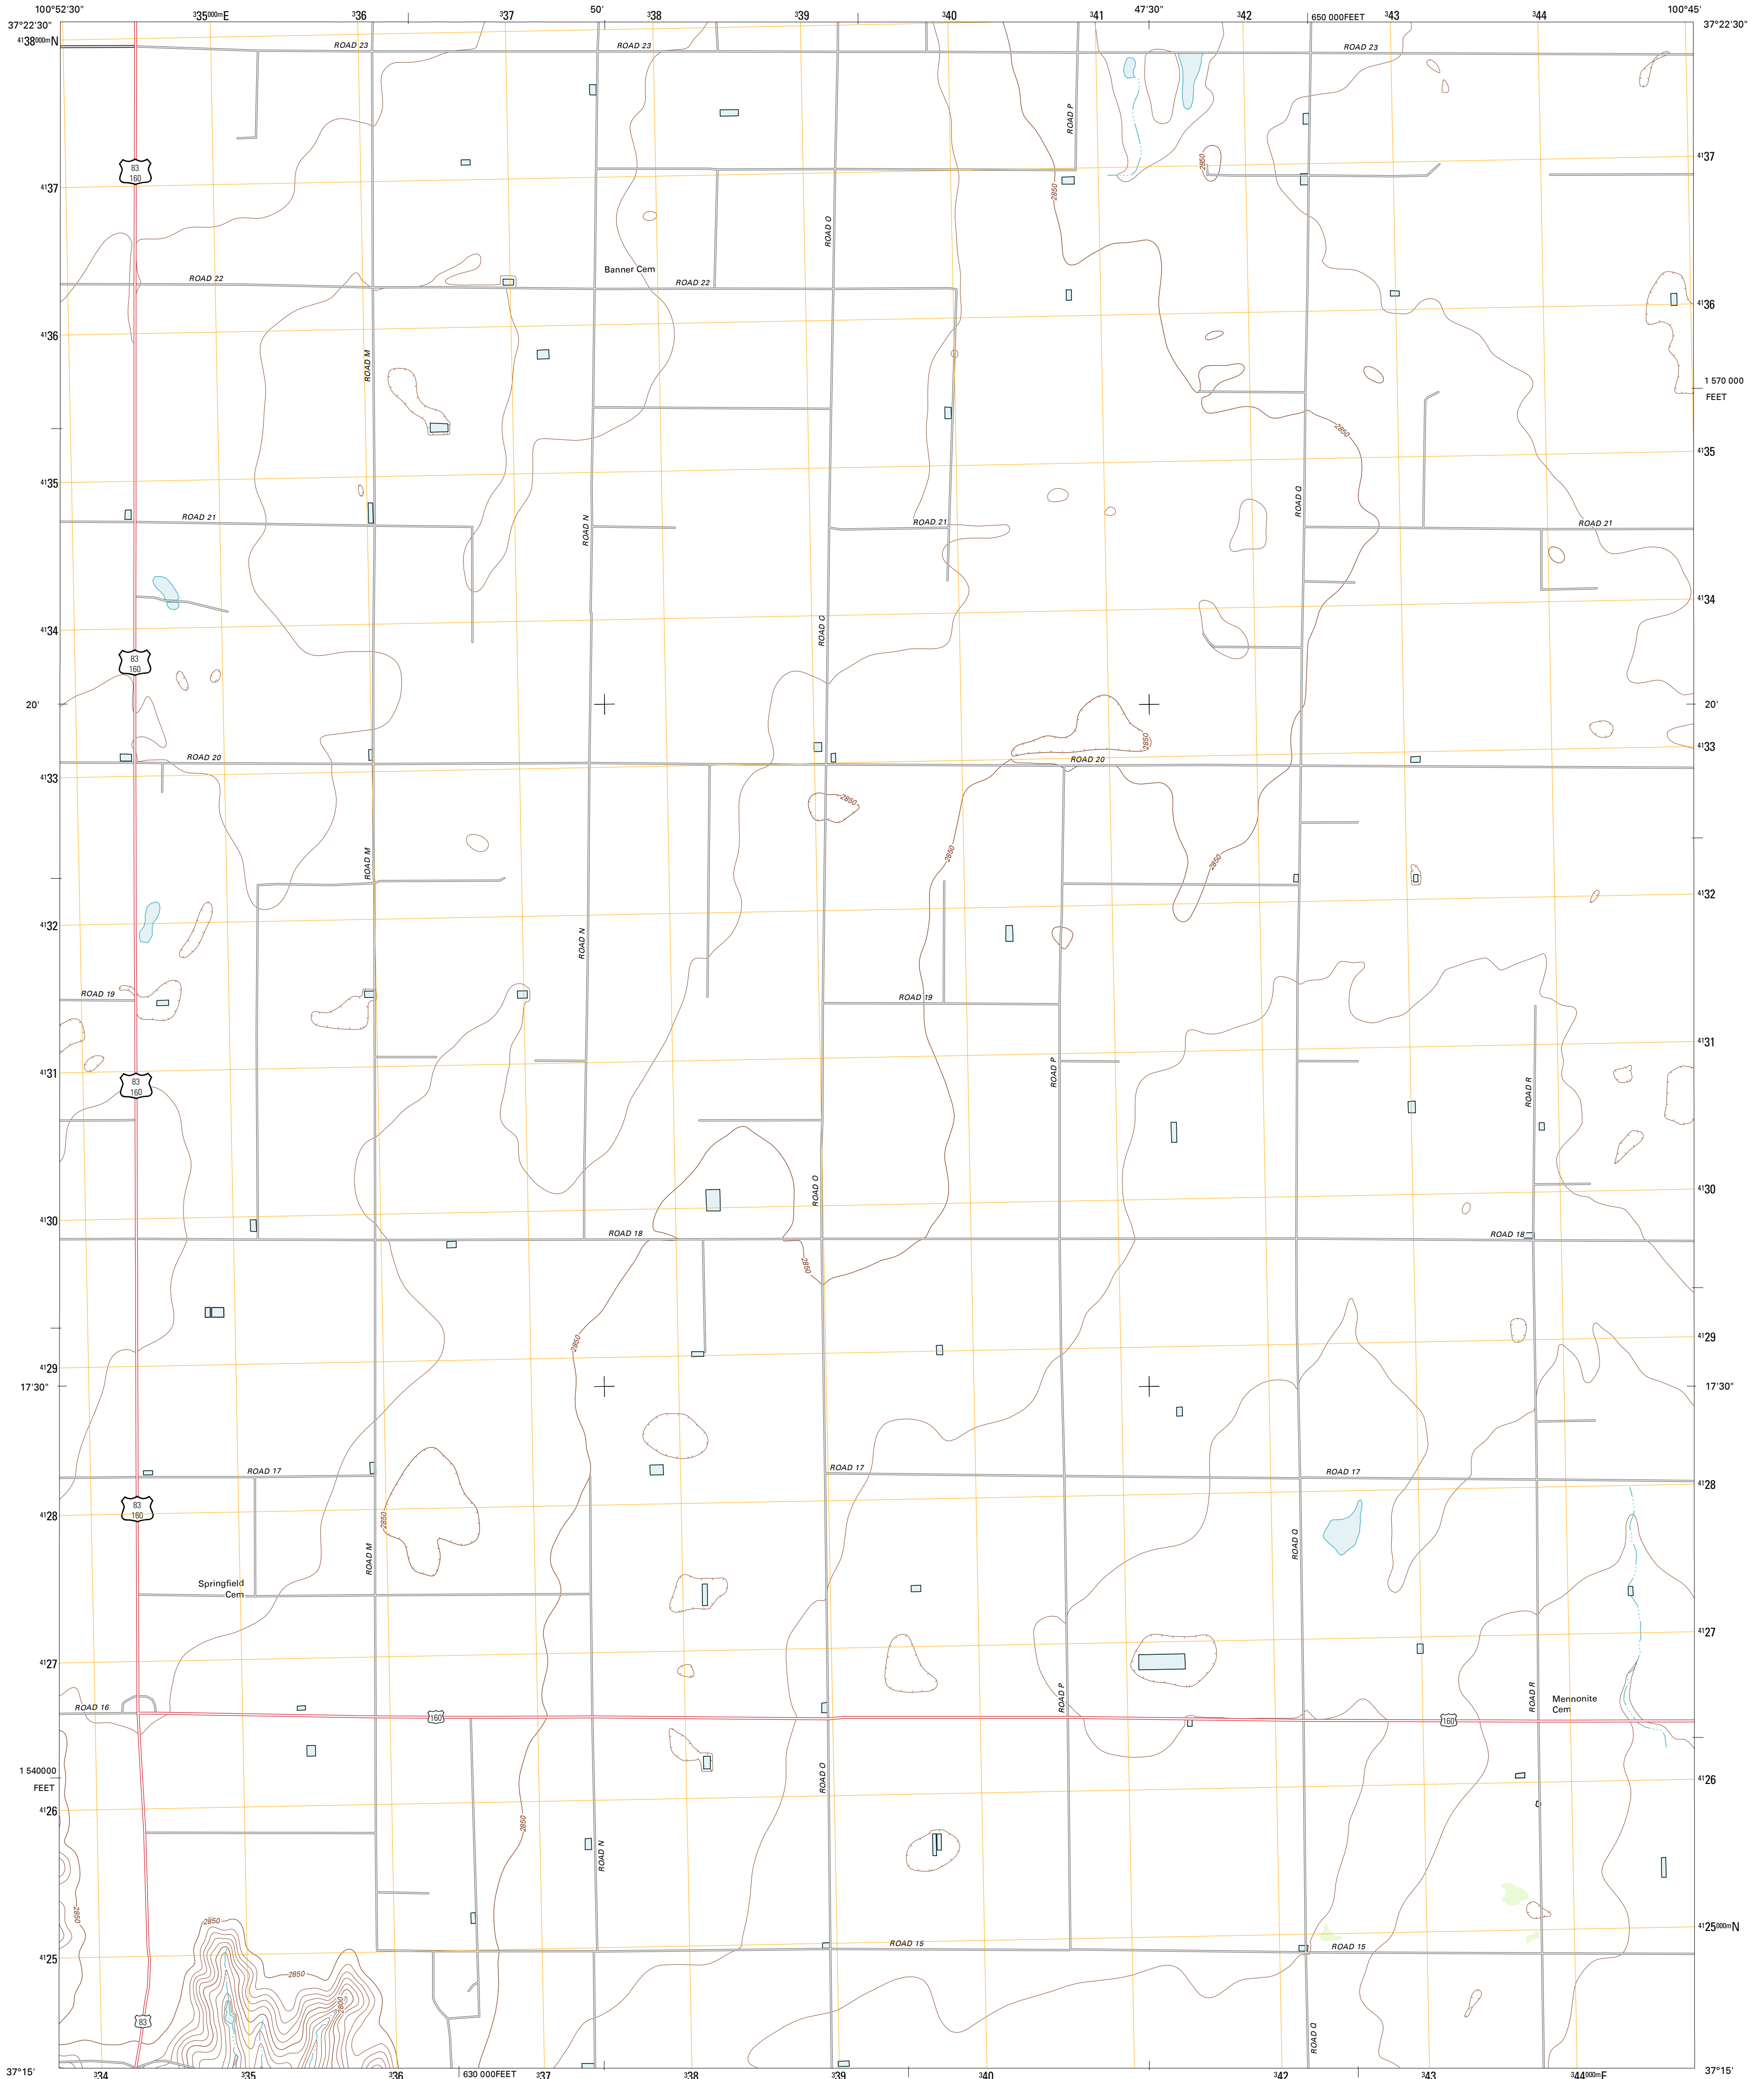 100°52'30" 335000mE 336 337 50' 338 339 340 341 47'30" 342 650 000FEET 343 344 100°45'
37°22'30" 37°22'30"
4138000mN ROAD 23 ROAD 23 ROAD 23
ROAD P
83
160
2850 4137
4137 2850
ROAD O
Banner Cem
ROAD 22 ROAD 22
4136
4136
ROAD M
1 570 000
FEET
2850
4135
4135
ROAD Q
ROAD 21 ROAD N ROAD 21 ROAD 21
4134
4134 ROAD O
83
160
20' 20'
2850 4133
ROAD 20 ROAD 20
4133
2850
ROAD M 2850 2850
4132
4132
ROAD N
ROAD 19 ROAD 19
4131
4131
ROAD P
83
160
ROAD R
ROAD O 4130
4130
ROAD 18 ROAD 18
2850
2850 4129
4129
17'30" 17'30"
ROAD 17 ROAD 17 ROAD 17
4128
83
160
2850 4128
ROAD M ROAD Q
Springfield
Cem
4127
4127
ROAD P ROAD R
Mennonite
Cem
ROAD 16 160 160
1 540000
FEET
ROAD O 4126
4126
2850
ROAD N
2850 2850
4125000mN
ROAD 15 ROAD 15
4125
2850
2800
83
ROAD Q
37°15' 37°15'
334 335 336 630 000FEET 337 338 339 340 342 343 344000mE